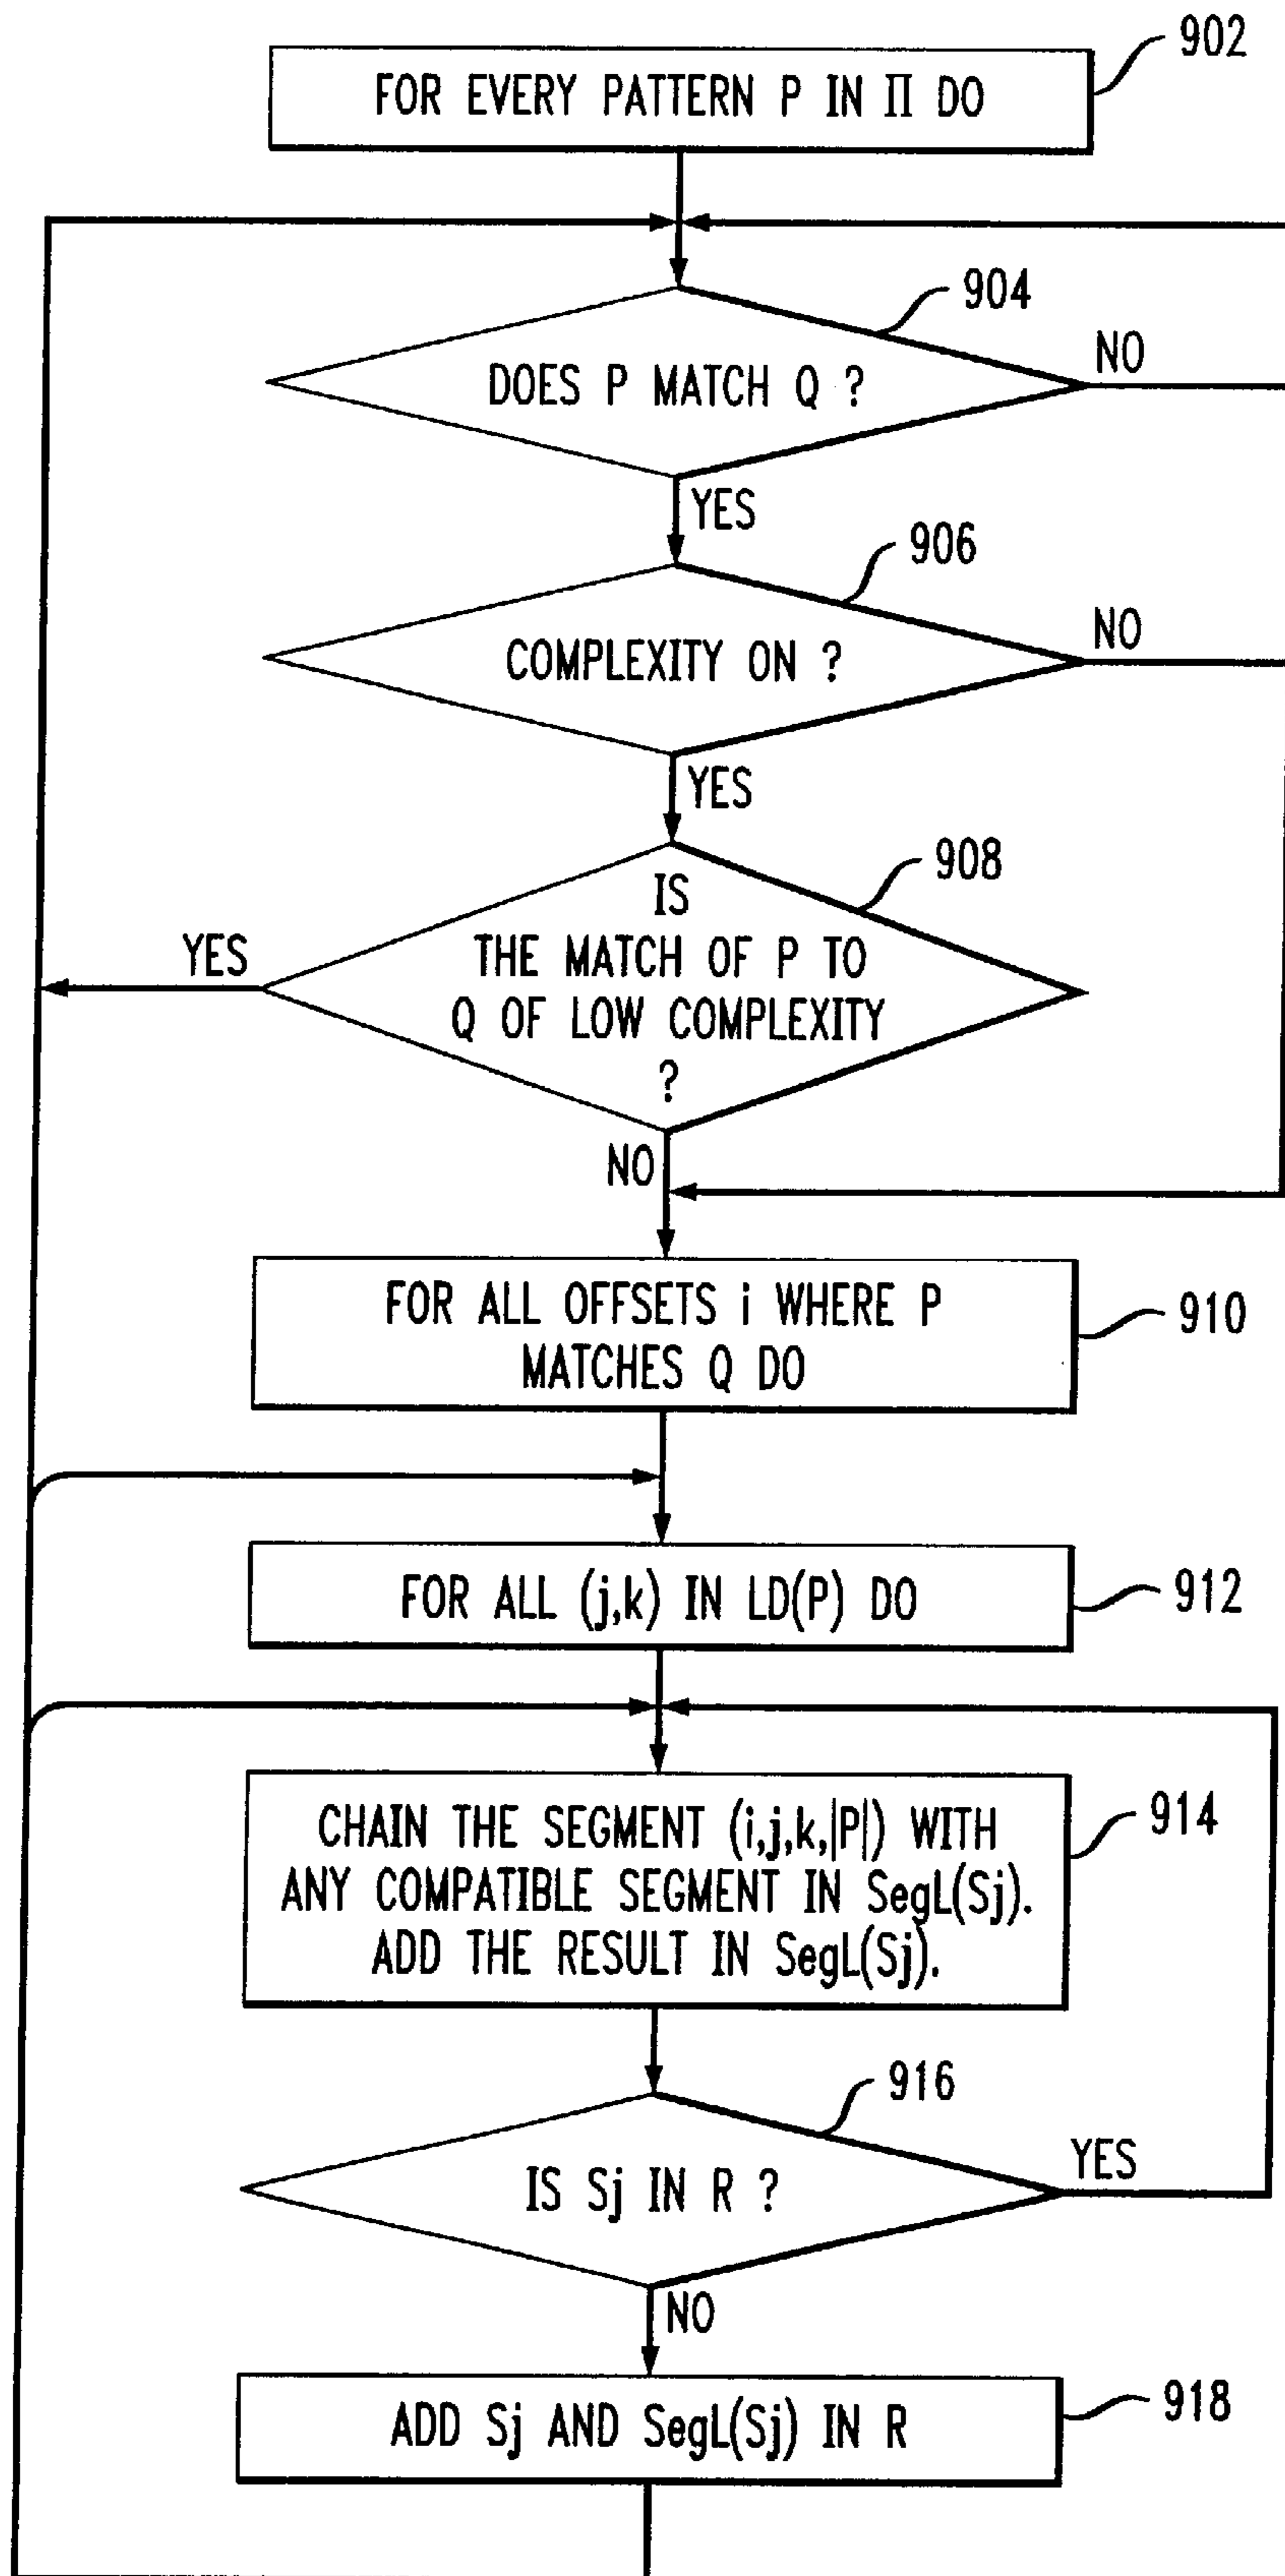 902
FOR EVERY PATTERN P IN Π DO
904
DOES P MATCH Q ?
NO
YES
906
COMPLEXITY ON ?
NO
YES
908
IS
THE MATCH OF P TO
Q OF LOW COMPLEXITY
?
YES
NO
FOR ALL OFFSETS i WHERE P
MATCHES Q DO
910
FOR ALL (j,k) IN LD(P) DO
912
CHAIN THE SEGMENT (i,j,k,|P|) WITH
ANY COMPATIBLE SEGMENT IN SegL(Sj).
ADD THE RESULT IN SegL(Sj).
914
916
IS Sj IN R ?
YES
NO
ADD Sj AND SegL(Sj) IN R
918